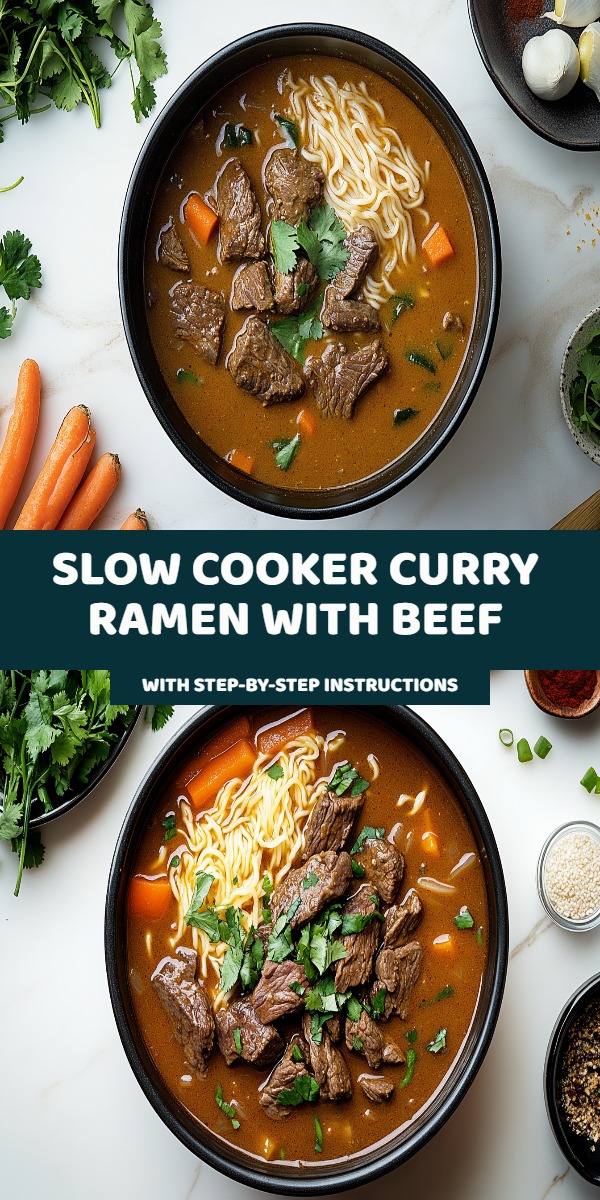 SLOW COOKER CURRY
RAMEN WITH BEEF
WITH STEP-BY-STEP INSTRUCTIONS